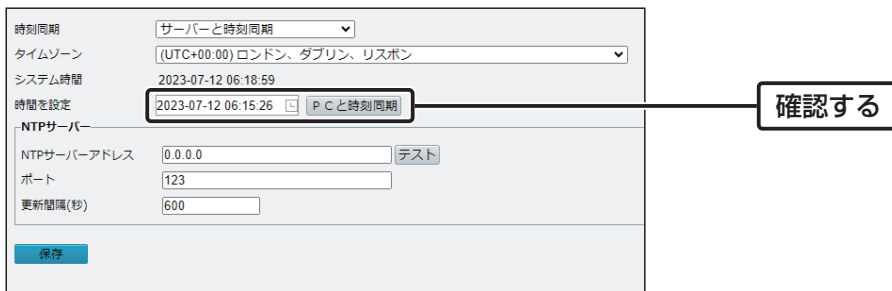 時刻同期 サーバーと時刻同期
タイムゾーン (UTC+00:00) ロンドン、ダブリン、リスボン
システム時間 2023-07-12 06:18:59
時間を設定 2023-07-12 06:15:26 ＰＣと時刻同期
確認する
NTPサーバー
NTPサーバーアドレス 0.0.0.0 テスト
ポート 123
更新間隔(秒) 600
保存